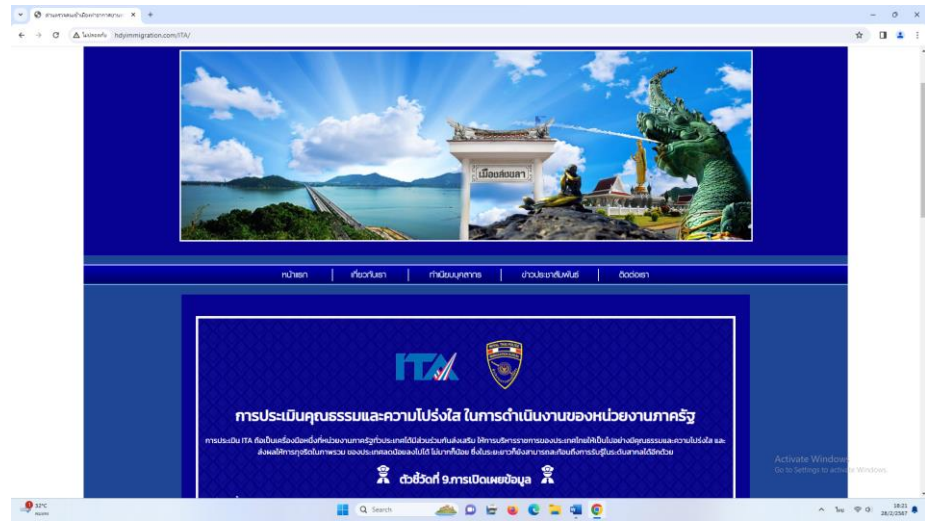 ไม่ปลอดภัย hdyimmigration.com/ITA/
เมืองสงขลา
หน้าแรก
เกี่ยวกับเรา
ทำเนียบบุคลากร
ข่าวประชาสัมพันธ์
ติดต่อเรา
ITA
การประเมินคุณธรรมและความโปร่งใส ในการดำเนินงานของหน่วยงานภาครัฐ
การประเมิน ITA ถือเป็นเครื่องมือหนึ่งที่หน่วยงานภาครัฐทั่วประเทศได้มีส่วนร่วมกันส่งเสริม ให้การบริหารราชการของประเทศไทยให้เป็นไปอย่างมีคุณธรรมและความโปร่งใส และ
ส่งผลให้การทุจริตในภาพรวม ของประเทศลดน้อยลงไปได้ ไม่มากก็น้อย ซึ่งในระยะยาวก็ยังสามารถสะท้อนถึงการรับรู้ในระดับสากลได้อีกด้วย
ตัวชี้วัดที่ 9.การเปิดเผยข้อมูล
Activate Windows
Go to Settings to activate Windows.
32°C
Search
ไทย
18:21
28/2/2567